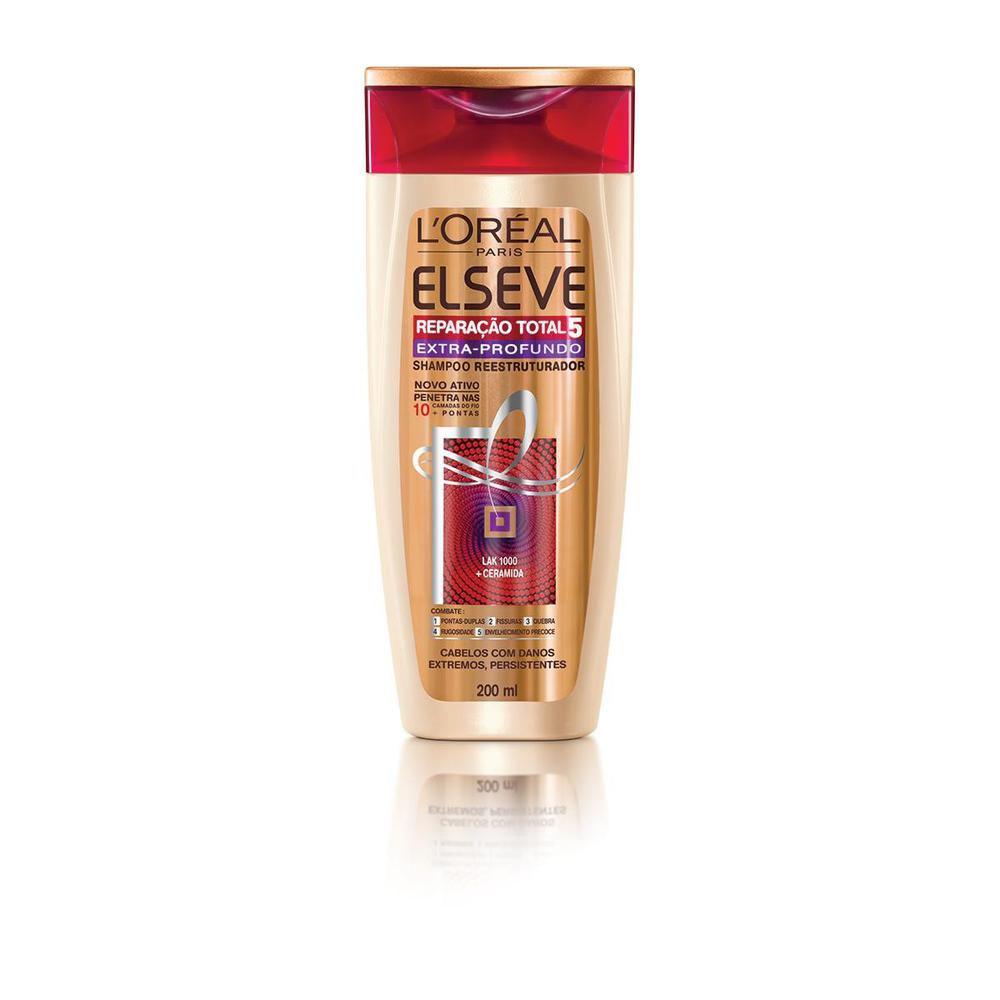 L'ORÉAL
PARIS
ELSEVE
REPARAÇÃO TOTAL 5
EXTRA-PROFUNDO
SHAMPOO REESTRUTURADOR
NOVO ATIVO
PENETRA NAS
10 CAMADAS DO FIO
+ PONTAS
LAK 1000
+ CERAMIDA
COMBATE :
1 PONTAS-DUPLAS 2 FISSURAS 3 QUEBRA
4 RUGOSIDADE 5 ENVELHECIMENTO PRECOCE
CABELOS COM DANOS
EXTREMOS, PERSISTENTES
200 ml